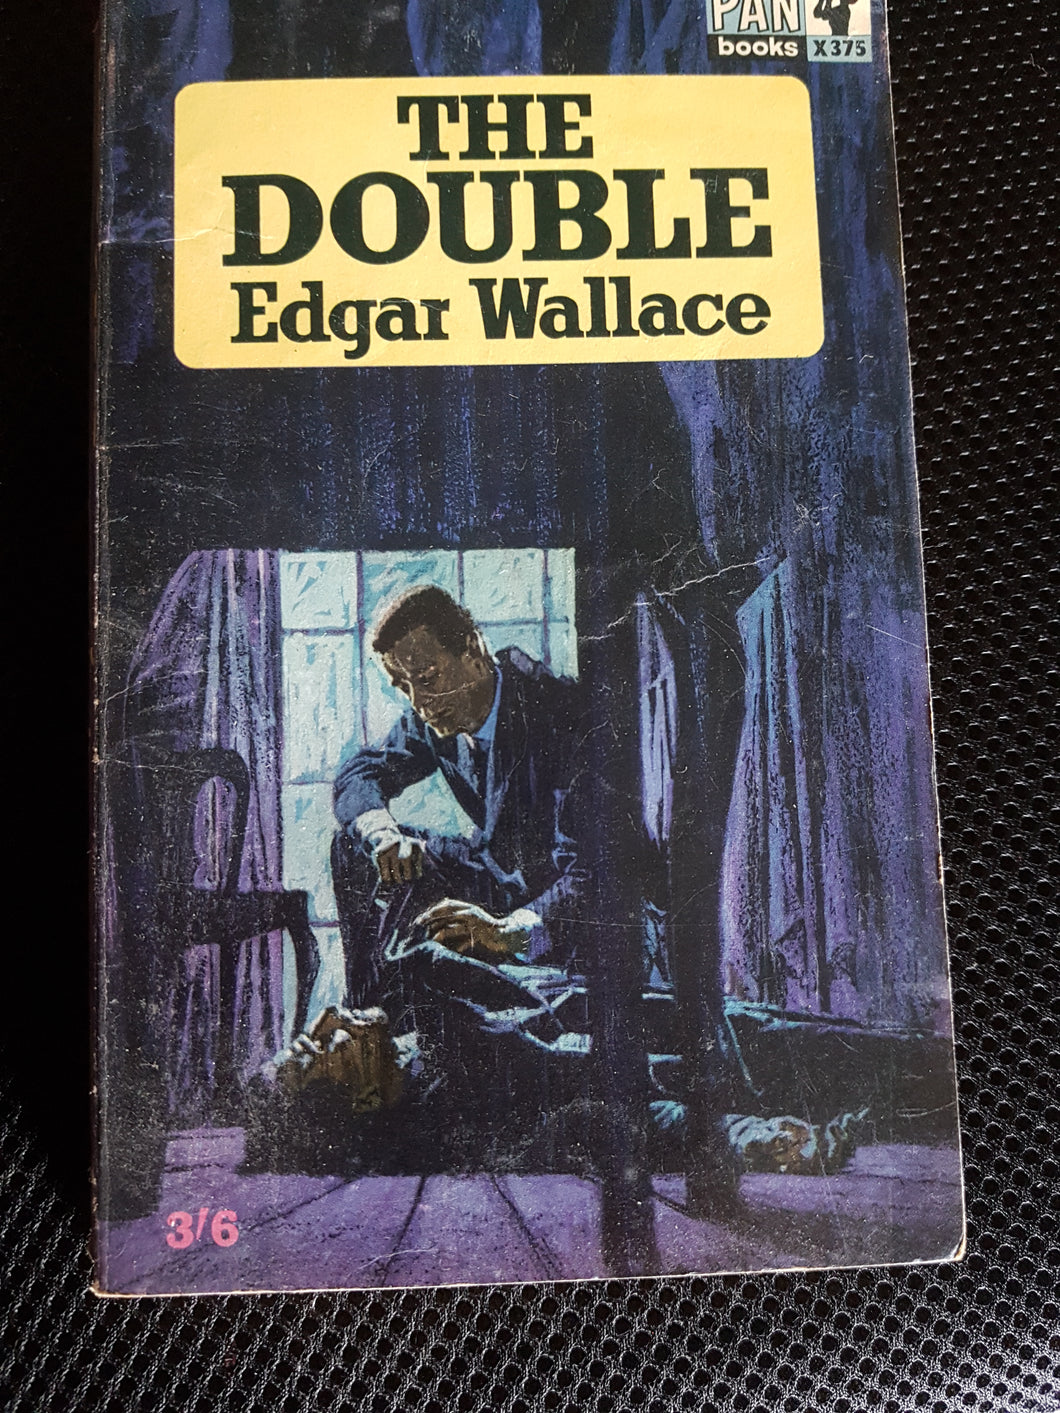 PAN
books X375
THE
DOUBLE
Edgar Wallace
3/6